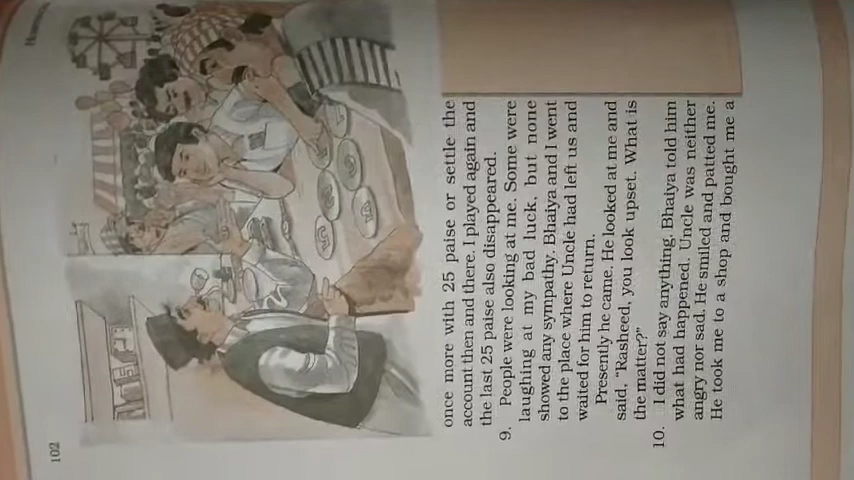 102
once more with 25 paise or settle the
account then and there. I played again and
the last 25 paise also disappeared.
9. People were looking at me. Some were
laughing at my bad luck, but none
showed any sympathy. Bhaiya and I went
to the place where Uncle had left us and
waited for him to return.
Presently he came. He looked at me and
said, “Rasheed, you look upset. What is
the matter?”
10. I did not say anything. Bhaiya told him
what had happened. Uncle was neither
angry nor sad. He smiled and patted me.
He took me to a shop and bought me a